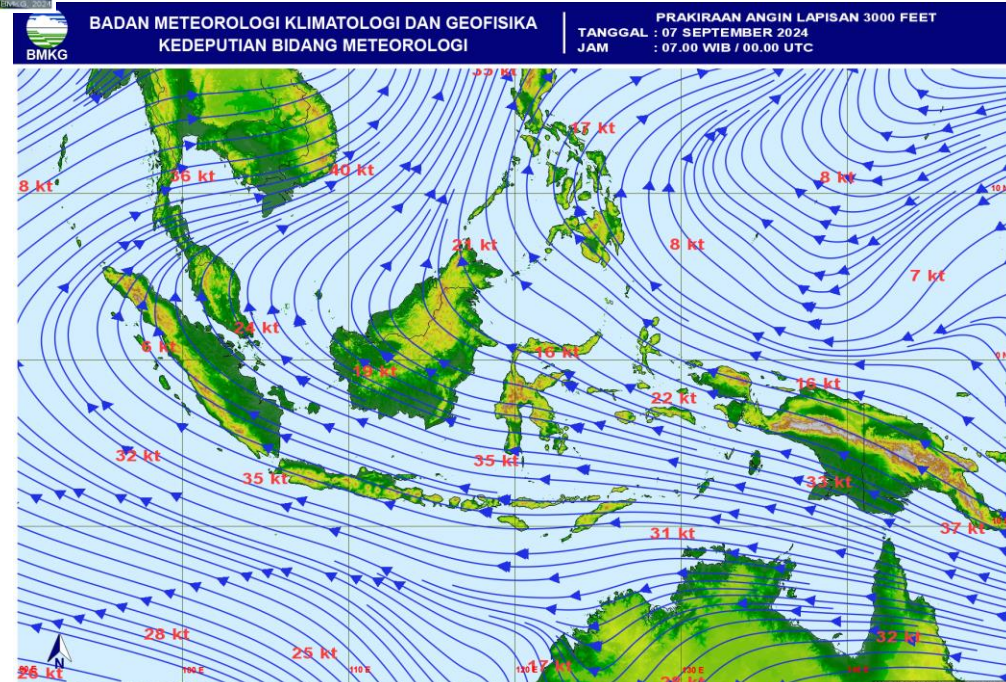 BMKG, 2024
BADAN METEOROLOGI KLIMATOLOGI DAN GEOFISIKA
KEDEPUTIAN BIDANG METEOROLOGI
BMKG
PRAKIRAAN ANGIN LAPISAN 3000 FEET
TANGGAL : 07 SEPTEMBER 2024
JAM : 07.00 WIB / 00.00 UTC
kt
17 kt
36 kt
40 kt
8 kt
8 kt
10 N
21 kt
8 kt
7 kt
24 kt
6 kt
16 kt
19 kt
16 kt
22 kt
32 kt
35 kt
35 kt
33 kt
37 kt
31 kt
28 kt
25 kt
32 kt
N
100 E
110 E
120 E
17 kt
130 E
kt